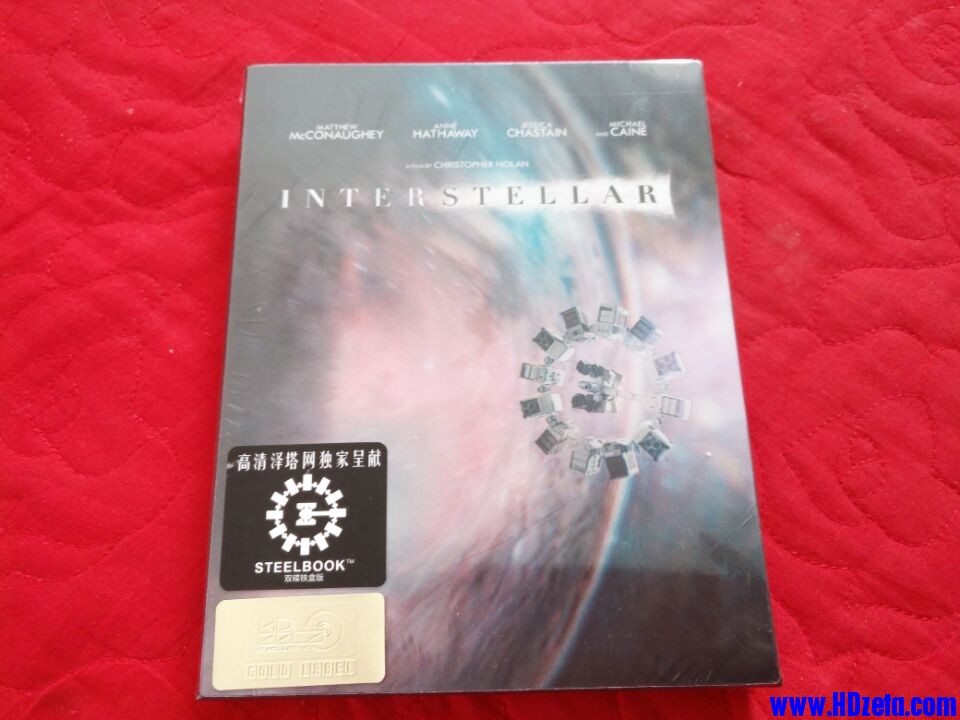 MATTHEW McCONAUGHEY
ANNE HATHAWAY
JESSICA CHASTAIN
AND MICHAEL CAINE
A FILM BY CHRISTOPHER NOLAN
INTERSTELLAR
高清泽塔网独家呈献
STEELBOOK™
双碟铁盒版
GOLD LABEL
www.HDzeta.com